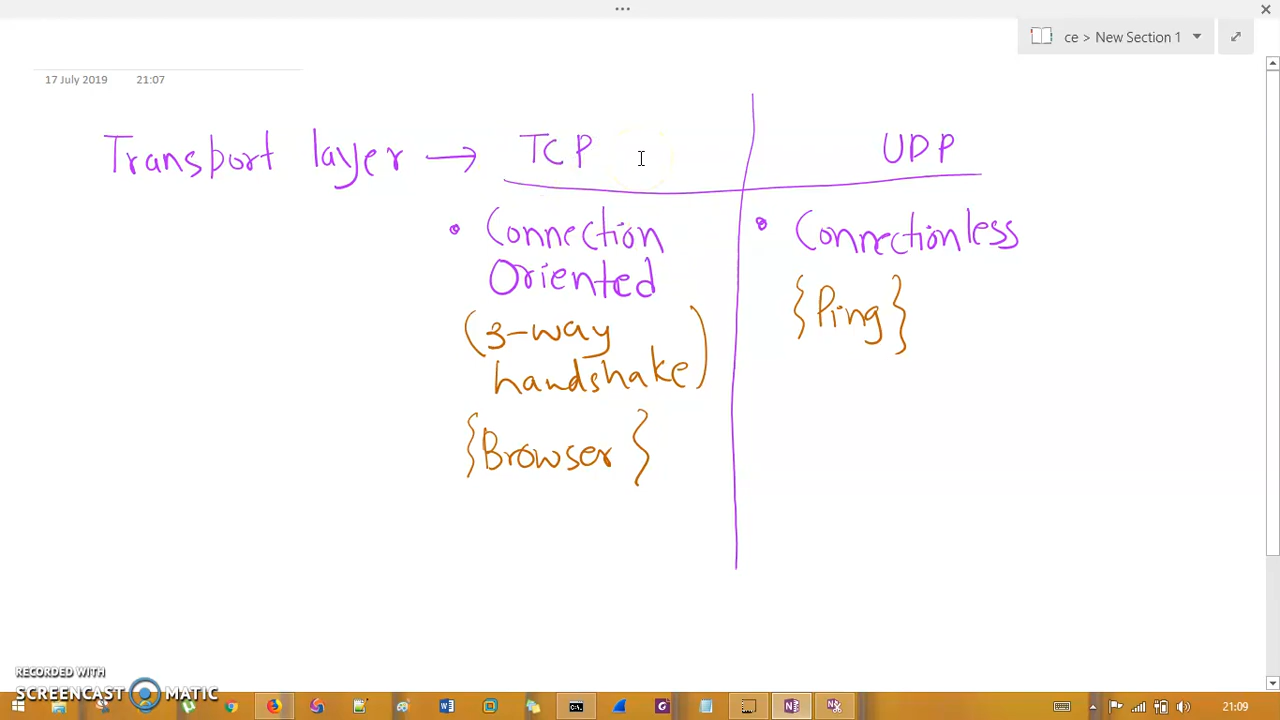 ce > New Section 1
17 July 2019 21:07
Transport layer → TCP UDP
• Connection Oriented
(3-way handshake)
{Browser}
• Connectionless
{Ping}
RECORDED WITH
SCREENCAST MATIC
21:09